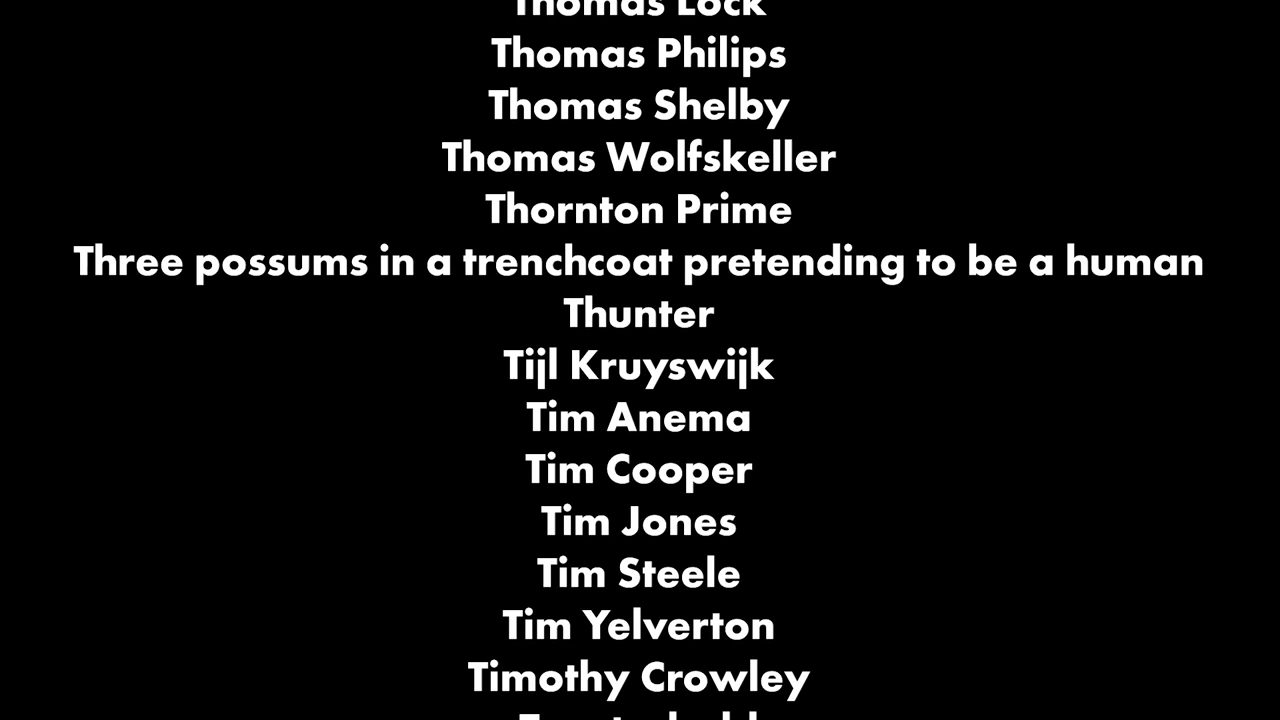 Thomas Lock
Thomas Philips
Thomas Shelby
Thomas Wolfskeller
Thornton Prime
Three possums in a trenchcoat pretending to be a human
Thunter
Tijl Kruyswijk
Tim Anema
Tim Cooper
Tim Jones
Tim Steele
Tim Yelverton
Timothy Crowley